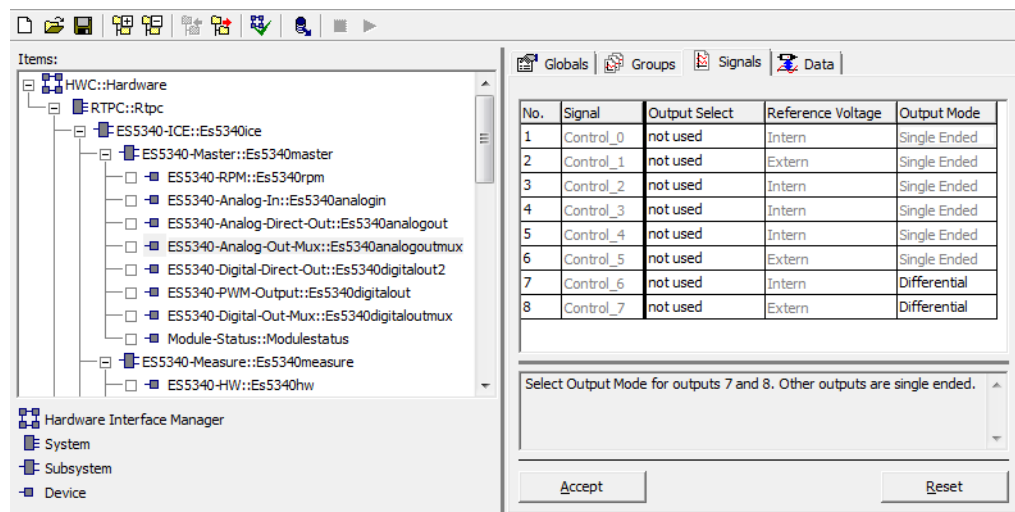 Items:
HWC::Hardware
RTPC::Rtpc
ES5340-ICE::Es5340ice
ES5340-Master::Es5340master
ES5340-RPM::Es5340rpm
ES5340-Analog-In::Es5340analogin
ES5340-Analog-Direct-Out::Es5340analogout
ES5340-Analog-Out-Mux::Es5340analogoutmux
ES5340-Digital-Direct-Out::Es5340digitalout2
ES5340-PWM-Output::Es5340digitalout
ES5340-Digital-Out-Mux::Es5340digitaloutmux
Module-Status::Modulestatus
ES5340-Measure::Es5340measure
ES5340-HW::Es5340hw
Hardware Interface Manager
System
Subsystem
Device
Globals Groups Signals Data
No. Signal Output Select Reference Voltage Output Mode
1 Control_0 not used Intern Single Ended
2 Control_1 not used Extern Single Ended
3 Control_2 not used Intern Single Ended
4 Control_3 not used Intern Single Ended
5 Control_4 not used Intern Single Ended
6 Control_5 not used Extern Single Ended
7 Control_6 not used Intern Differential
8 Control_7 not used Extern Differential
Select Output Mode for outputs 7 and 8. Other outputs are single ended.
Accept Reset